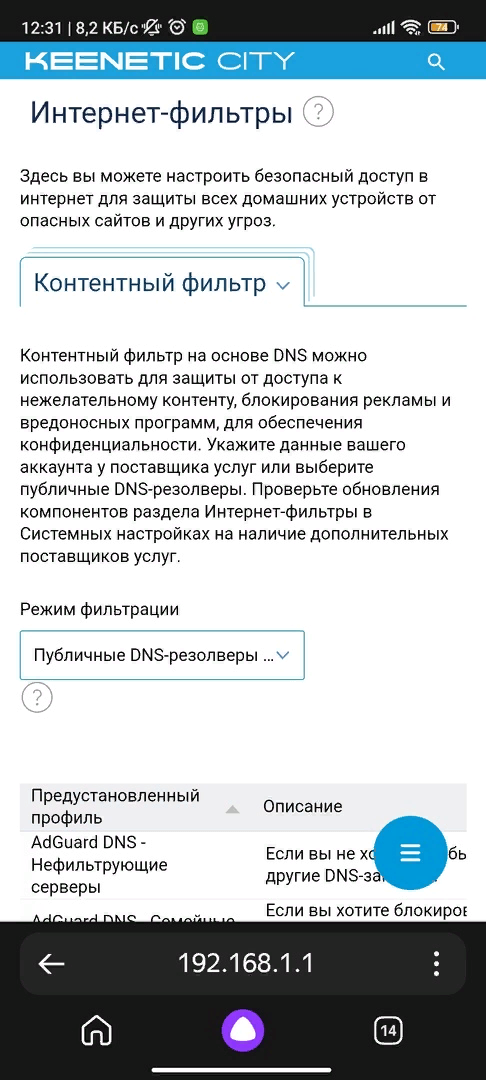 12:31 | 8,2 КБ/с
74
KEENETIC CITY
Интернет-фильтры ?
Здесь вы можете настроить безопасный доступ в
интернет для защиты всех домашних устройств от
опасных сайтов и других угроз.
Контентный фильтр
Контентный фильтр на основе DNS можно
использовать для защиты от доступа к
нежелательному контенту, блокирования рекламы и
вредоносных программ, для обеспечения
конфиденциальности. Укажите данные вашего
аккаунта у поставщика услуг или выберите
публичные DNS-резолверы. Проверьте обновления
компонентов раздела Интернет-фильтры в
Системных настройках на наличие дополнительных
поставщиков услуг.
Режим фильтрации
Публичные DNS-резолверы ...
?
Предустановленный
профиль
Описание
AdGuard DNS -
Нефильтрующие
серверы
Если вы не
другие
AdGuard DNS - Семейные
Если вы хотите
192.168.1.1
14